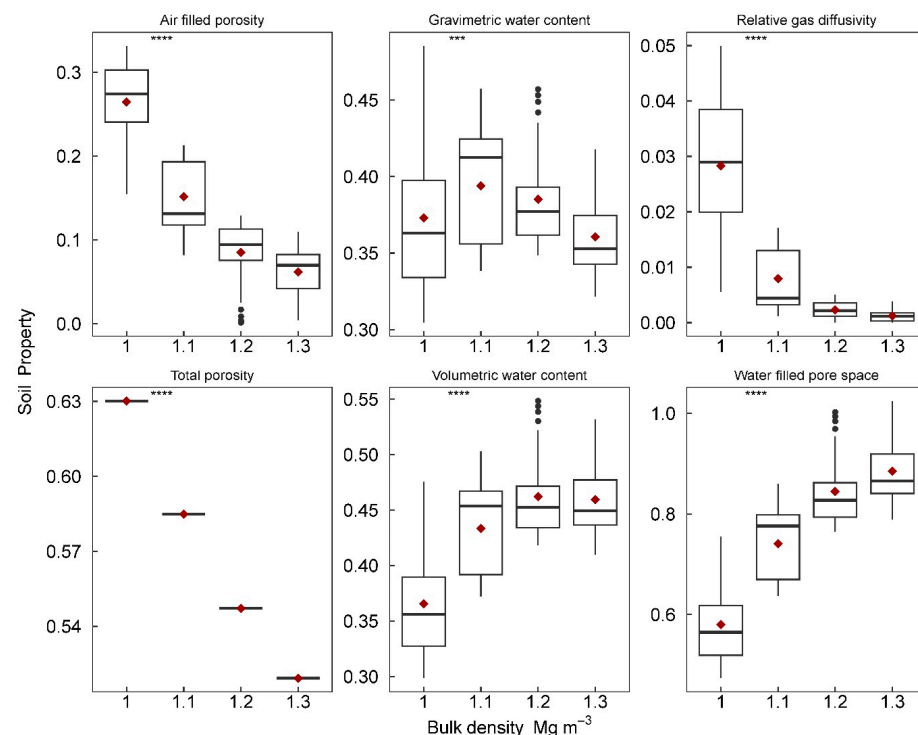 Air filled porosity
Gravimetric water content
Relative gas diffusivity
****
***
****
0.3
0.2
0.1
0.0
0.45
0.40
0.35
0.30
0.05
0.04
0.03
0.02
0.01
0.00
1 1.1 1.2 1.3
1 1.1 1.2 1.3
1 1.1 1.2 1.3
Soil Property
Total porosity
Volumetric water content
Water filled pore space
****
****
****
0.63
0.60
0.57
0.54
0.55
0.50
0.45
0.40
0.35
0.30
1.0
0.8
0.6
1 1.1 1.2 1.3
1 1.1 1.2 1.3
1 1.1 1.2 1.3
Bulk density Mg m⁻³